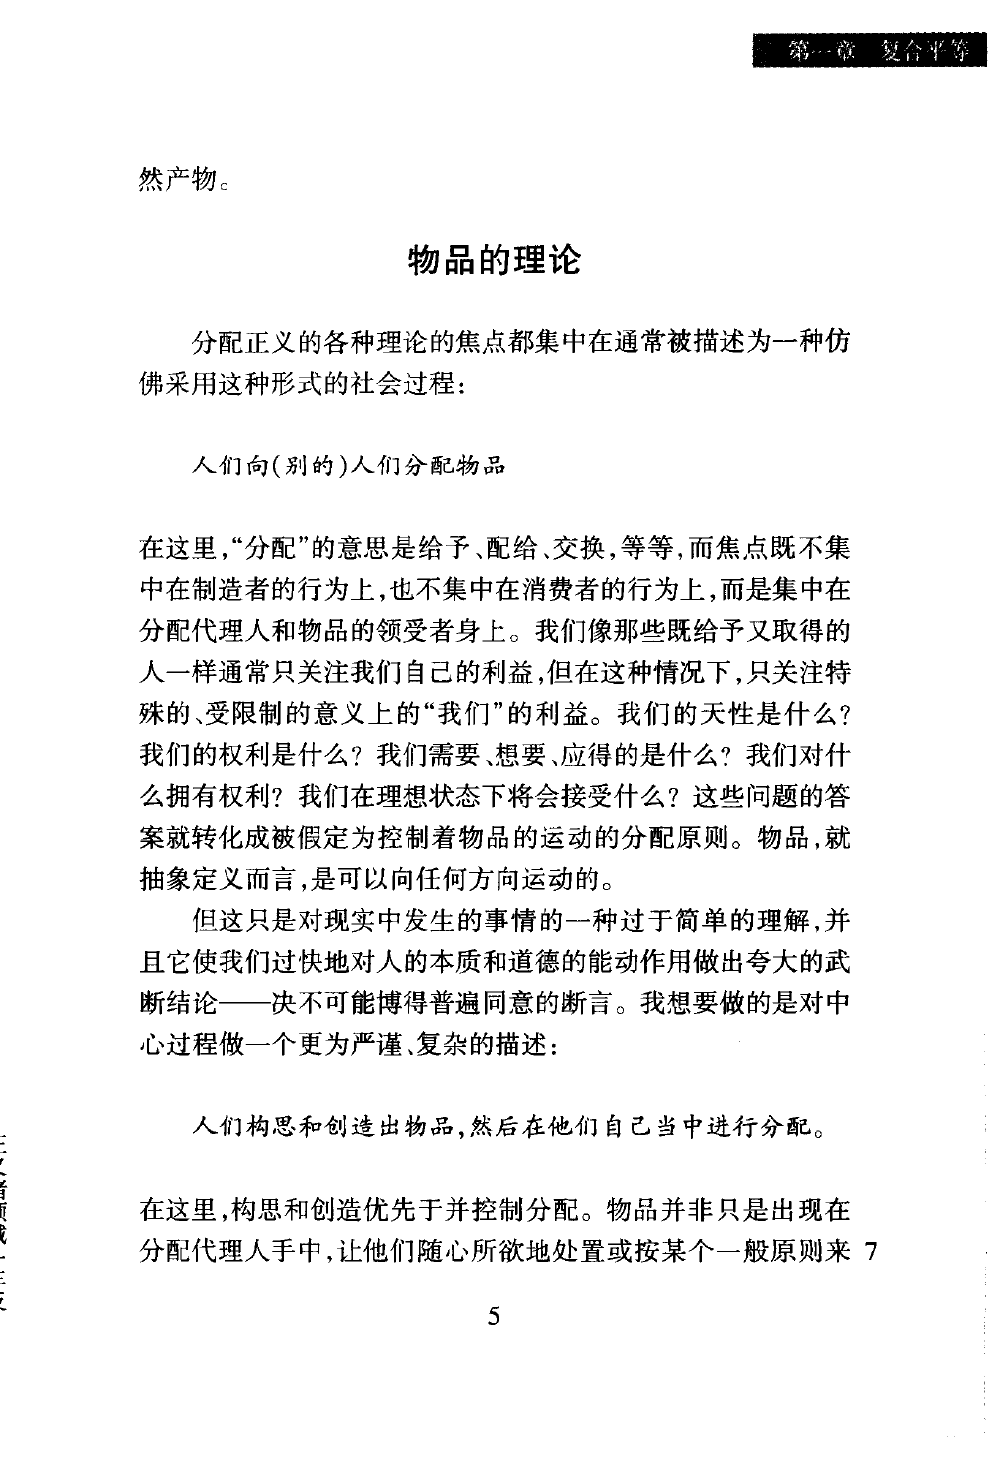 第一章 复合平等
然产物。
物品的理论
分配正义的各种理论的焦点都集中在通常被描述为一种仿
佛采用这种形式的社会过程:
人们向(别的)人们分配物品
在这里,“分配”的意思是给予、配给、交换,等等,而焦点既不集
中在制造者的行为上,也不集中在消费者的行为上,而是集中在
分配代理人和物品的领受者身上。我们像那些既给予又取得的
人一样通常只关注我们自己的利益,但在这种情况下,只关注特
殊的、受限制的意义上的“我们”的利益。我们的天性是什么?
我们的权利是什么?我们需要、想要、应得的是什么?我们对什
么拥有权利?我们在理想状态下将会接受什么?这些问题的答
案就转化成被假定为控制着物品的运动的分配原则。物品,就
抽象定义而言,是可以向任何方向运动的。
但这只是对现实中发生的事情的一种过于简单的理解,并
且它使我们过快地对人的本质和道德的能动作用做出夸大的武
断结论——决不可能博得普遍同意的断言。我想要做的是对中
心过程做一个更为严谨、复杂的描述:
人们构思和创造出物品,然后在他们自己当中进行分配。
在这里,构思和创造优先于并控制分配。物品并非只是出现在
分配代理人手中,让他们随心所欲地处置或按某个一般原则来 7
5